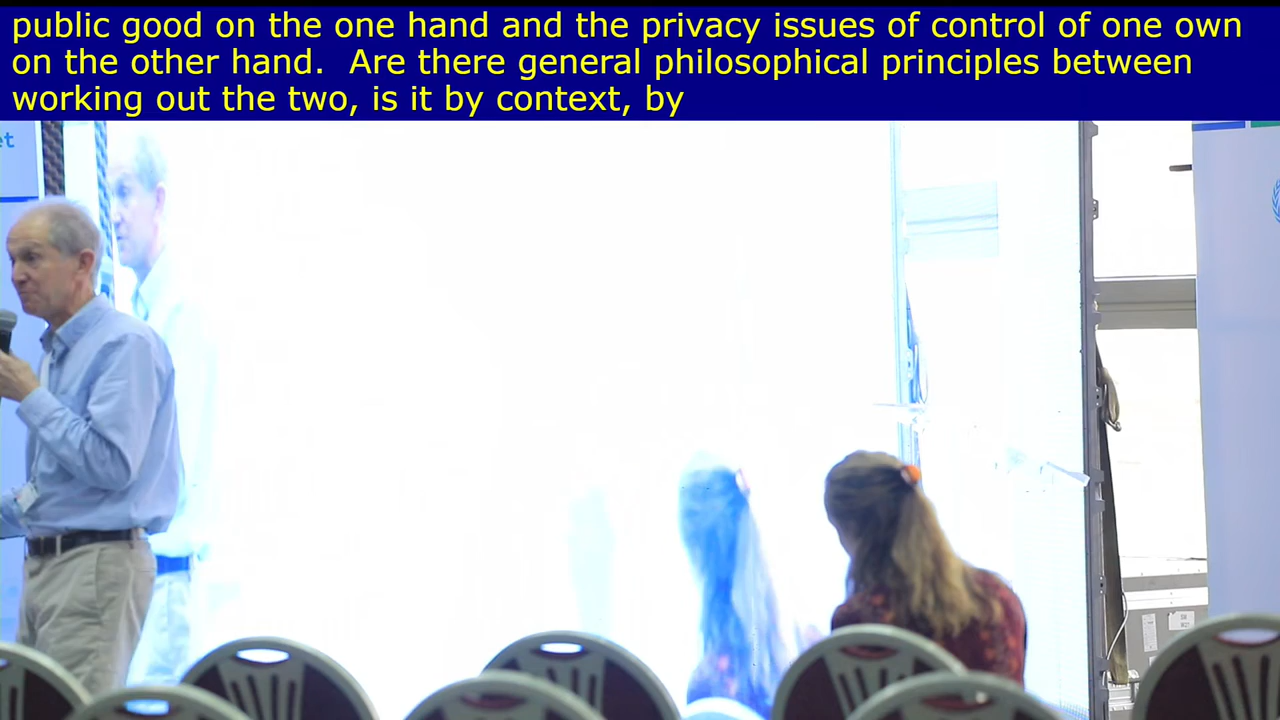 public good on the one hand and the privacy issues of control of one own
on the other hand.  Are there general philosophical principles between
working out the two, is it by context, by
et